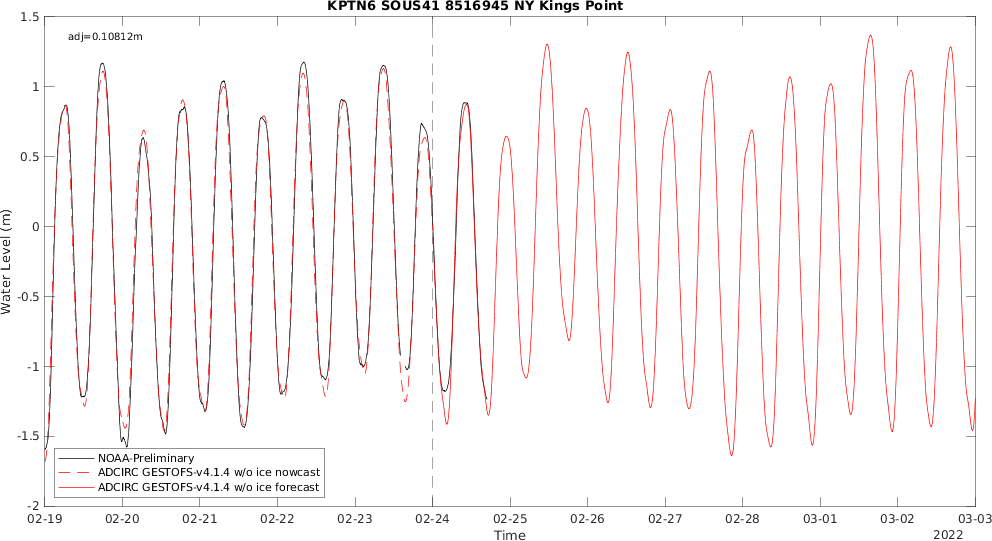 KPTN6 SOUS41 8516945 NY Kings Point
adj=0.10812m
1.5
1
0.5
0
-0.5
-1
-1.5
-2
Water Level (m)
NOAA-Preliminary
ADCIRC GESTOFS-v4.1.4 w/o ice nowcast
ADCIRC GESTOFS-v4.1.4 w/o ice forecast
02-19 02-20 02-21 02-22 02-23 02-24 02-25 02-26 02-27 02-28 03-01 03-02 03-03
Time
2022